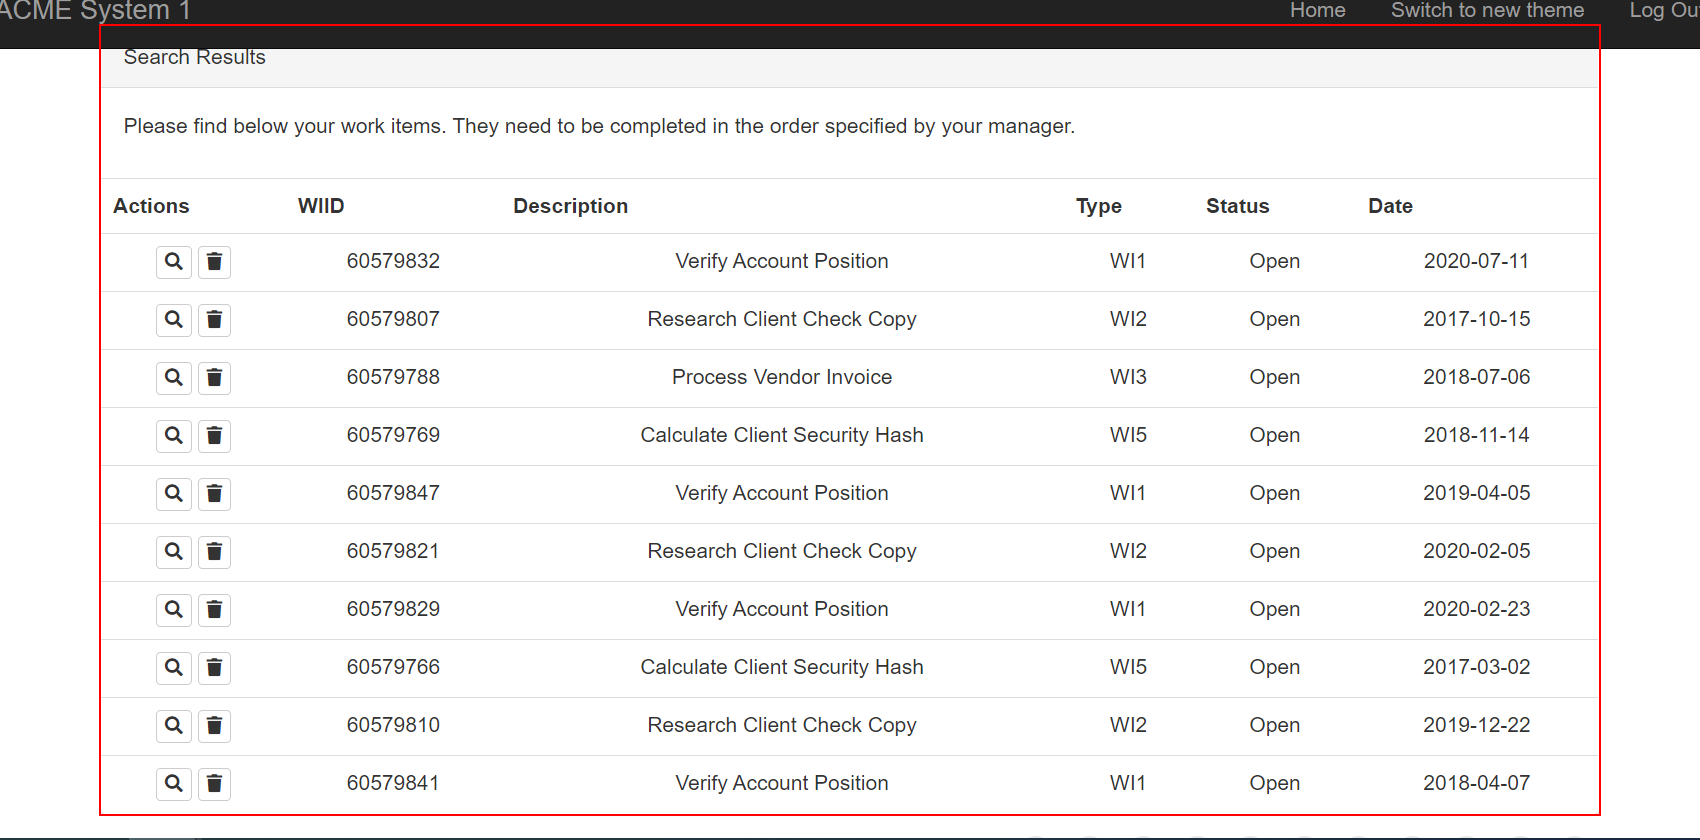 ACME System 1 Home Switch to new theme Log Out
Search Results
Please find below your work items. They need to be completed in the order specified by your manager.
Actions WIID Description Type Status Date
60579832 Verify Account Position WI1 Open 2020-07-11
60579807 Research Client Check Copy WI2 Open 2017-10-15
60579788 Process Vendor Invoice WI3 Open 2018-07-06
60579769 Calculate Client Security Hash WI5 Open 2018-11-14
60579847 Verify Account Position WI1 Open 2019-04-05
60579821 Research Client Check Copy WI2 Open 2020-02-05
60579829 Verify Account Position WI1 Open 2020-02-23
60579766 Calculate Client Security Hash WI5 Open 2017-03-02
60579810 Research Client Check Copy WI2 Open 2019-12-22
60579841 Verify Account Position WI1 Open 2018-04-07